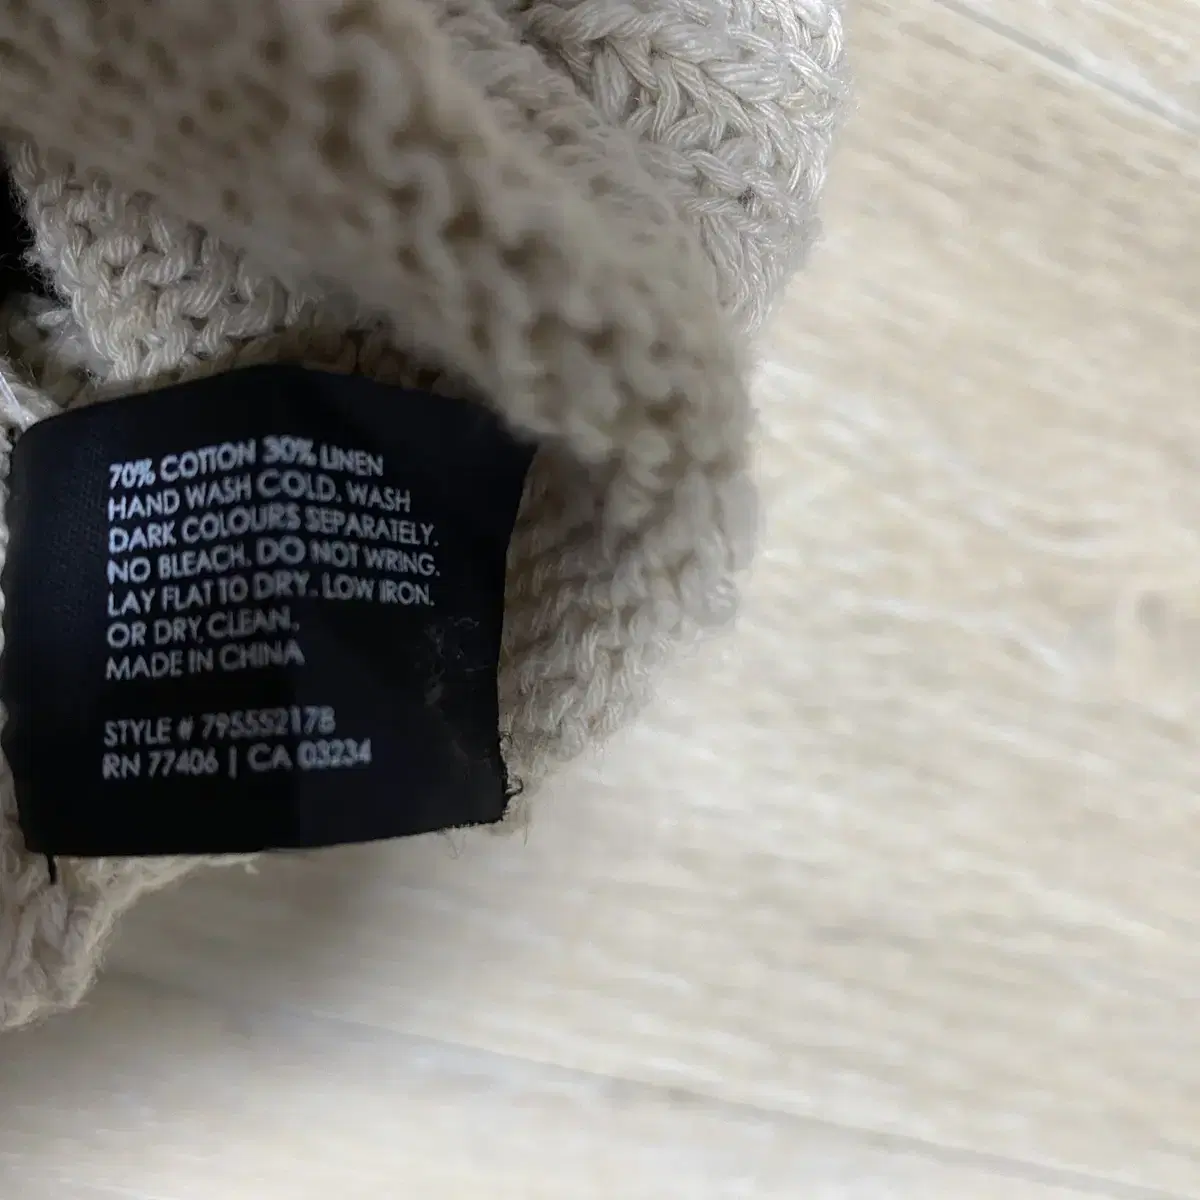 70% COTTON 30% LINEN
HAND WASH COLD. WASH
DARK COLOURS SEPARATELY.
NO BLEACH. DO NOT WRING.
LAY FLAT TO DRY. LOW IRON.
OR DRY CLEAN.
MADE IN CHINA
STYLE # 79555217B
RN 77406 | CA 03234